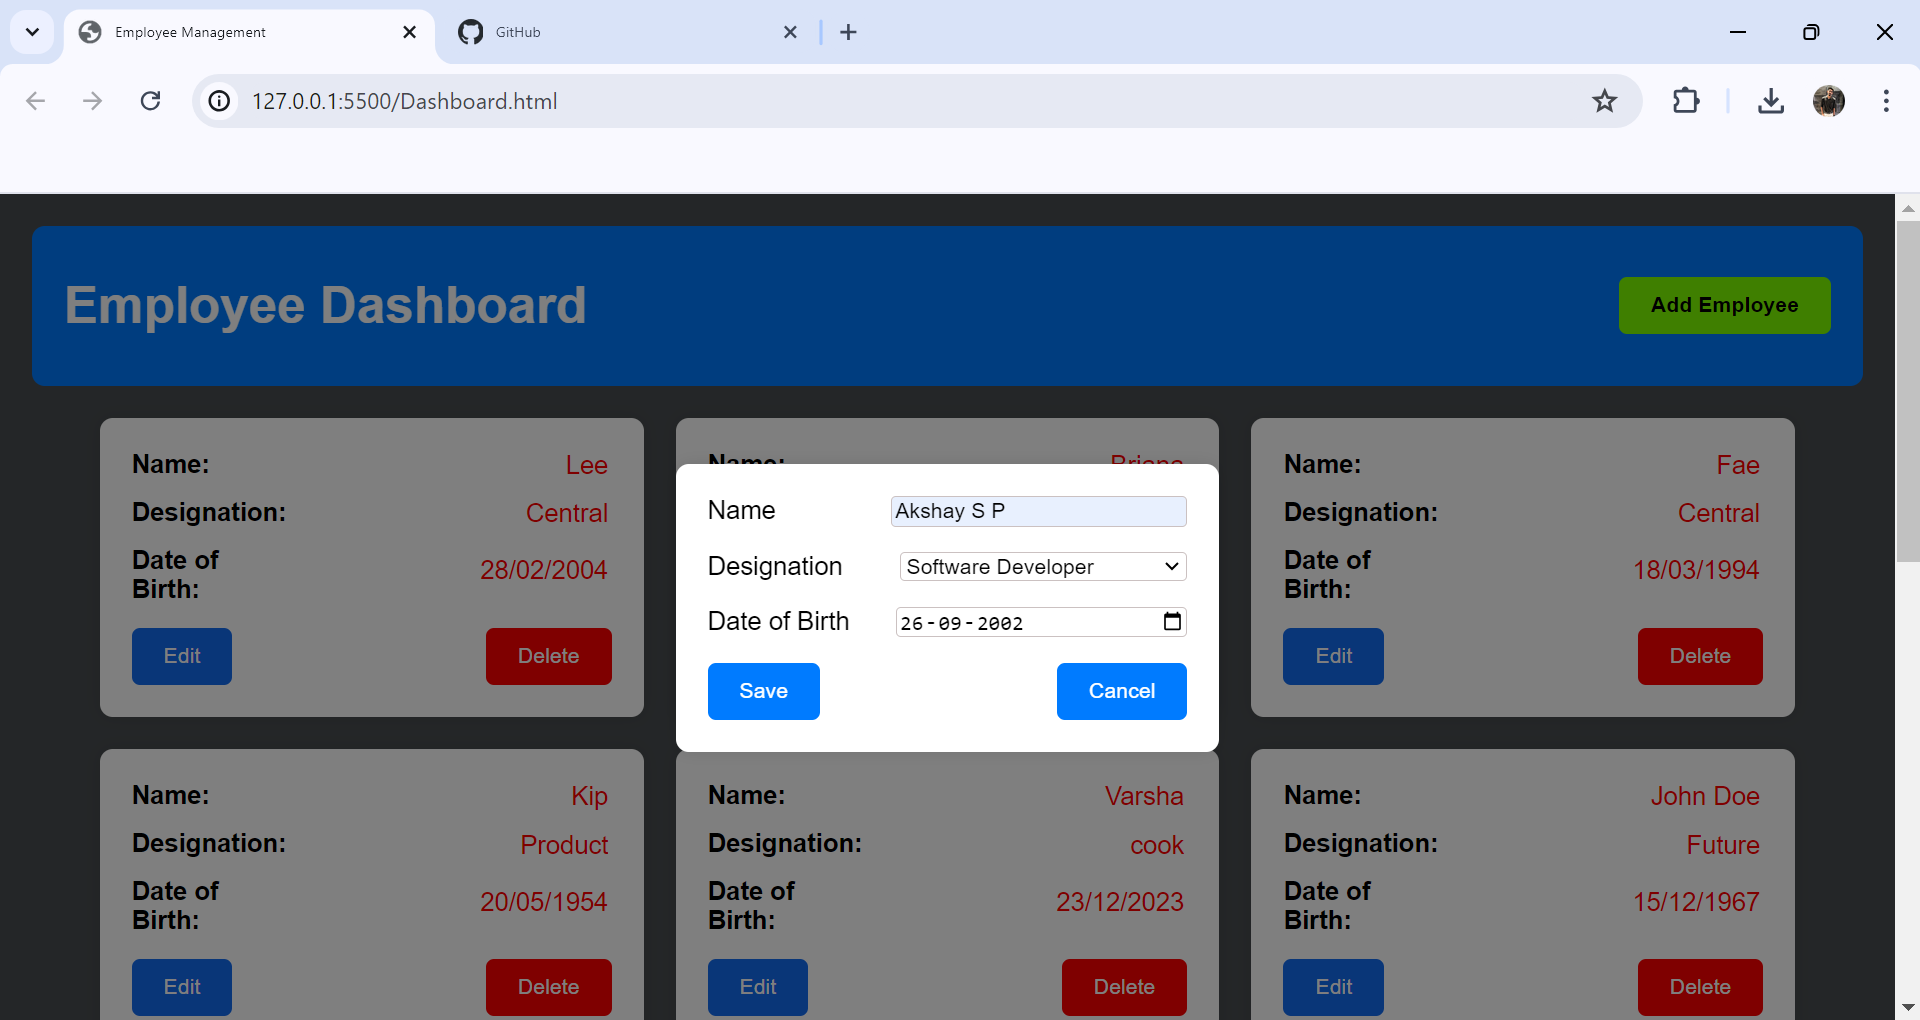 Employee Management
GitHub
127.0.0.1:5500/Dashboard.html
Employee Dashboard
Add Employee
Name: Lee
Designation: Central
Date of
Birth: 28/02/2004
Edit Delete
Name: Briana
Name Akshay S P
Designation Software Developer
Date of Birth 26-09-2002
Save Cancel
Name: Fae
Designation: Central
Date of
Birth: 18/03/1994
Edit Delete
Name: Kip
Designation: Product
Date of
Birth: 20/05/1954
Edit Delete
Name: Varsha
Designation: cook
Date of
Birth: 23/12/2023
Edit Delete
Name: John Doe
Designation: Future
Date of
Birth: 15/12/1967
Edit Delete